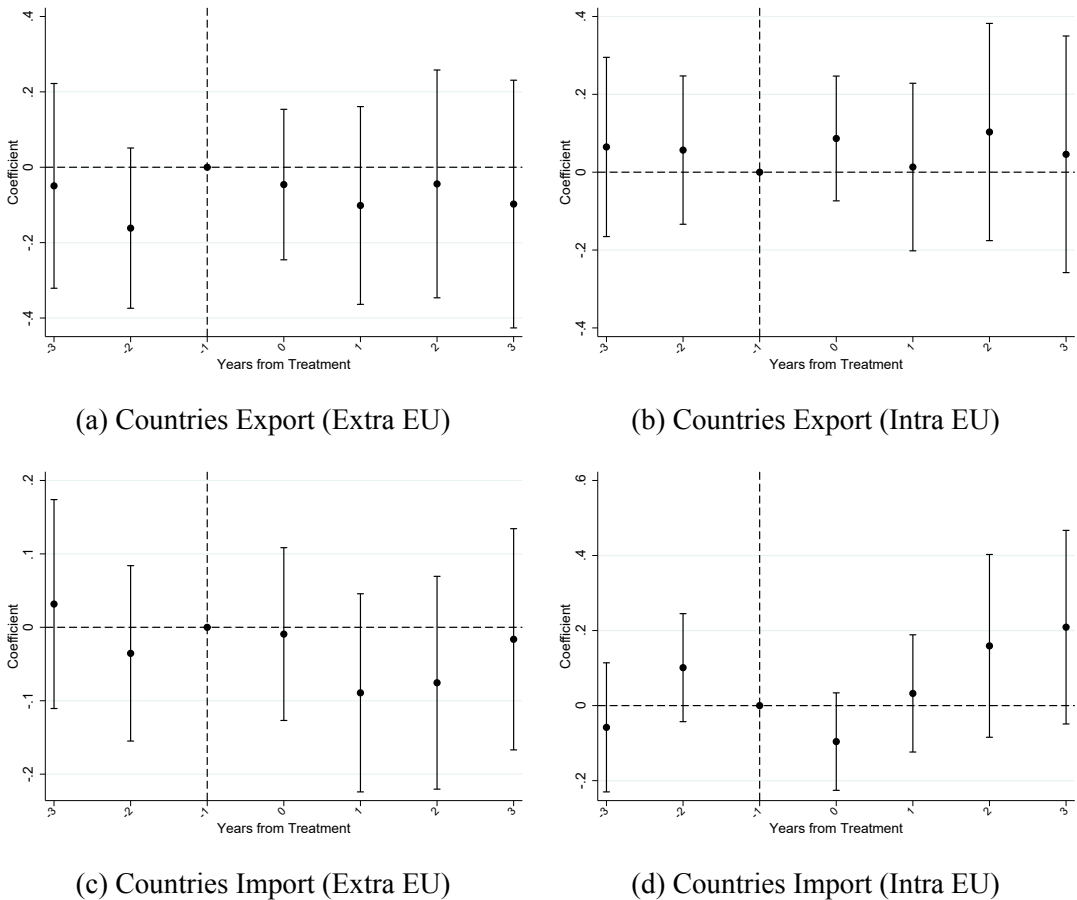 .4
.2
0
-.2
-.4
Coefficient
-3 -2 -1 0 1 2 3
Years from Treatment
(a) Countries Export (Extra EU)
.4
.2
0
-.2
-.4
Coefficient
-3 -2 -1 0 1 2 3
Years from Treatment
(b) Countries Export (Intra EU)
.2
.1
0
-.1
-.2
Coefficient
-3 -2 -1 0 1 2 3
Years from Treatment
(c) Countries Import (Extra EU)
.6
.4
.2
0
-.2
Coefficient
-3 -2 -1 0 1 2 3
Years from Treatment
(d) Countries Import (Intra EU)